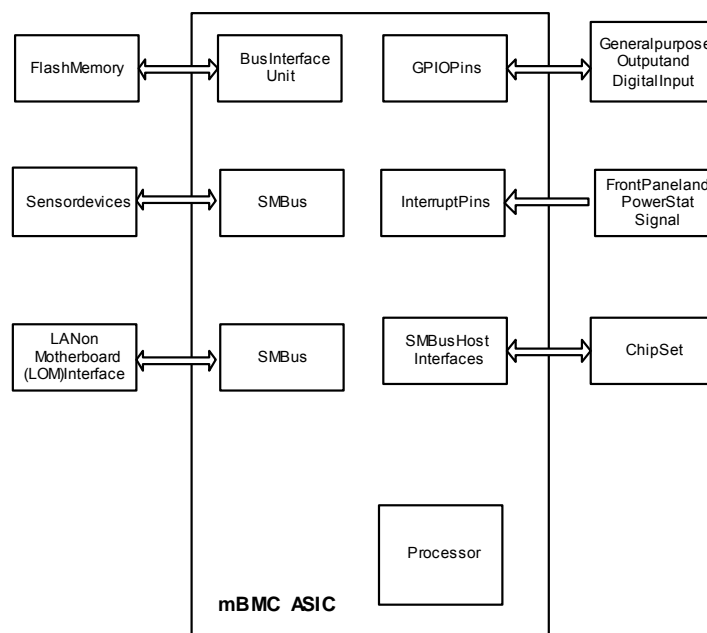 FlashMemory
BusInterface
Unit
GPIOPins
Generalpurpose
Outputand
DigitalInput
Sensordevices
SMBus
InterruptPins
FrontPaneland
PowerStat
Signal
LANon
Motherboard
(LOM)Interface
SMBus
SMBusHost
Interfaces
ChipSet
Processor
mBMC ASIC